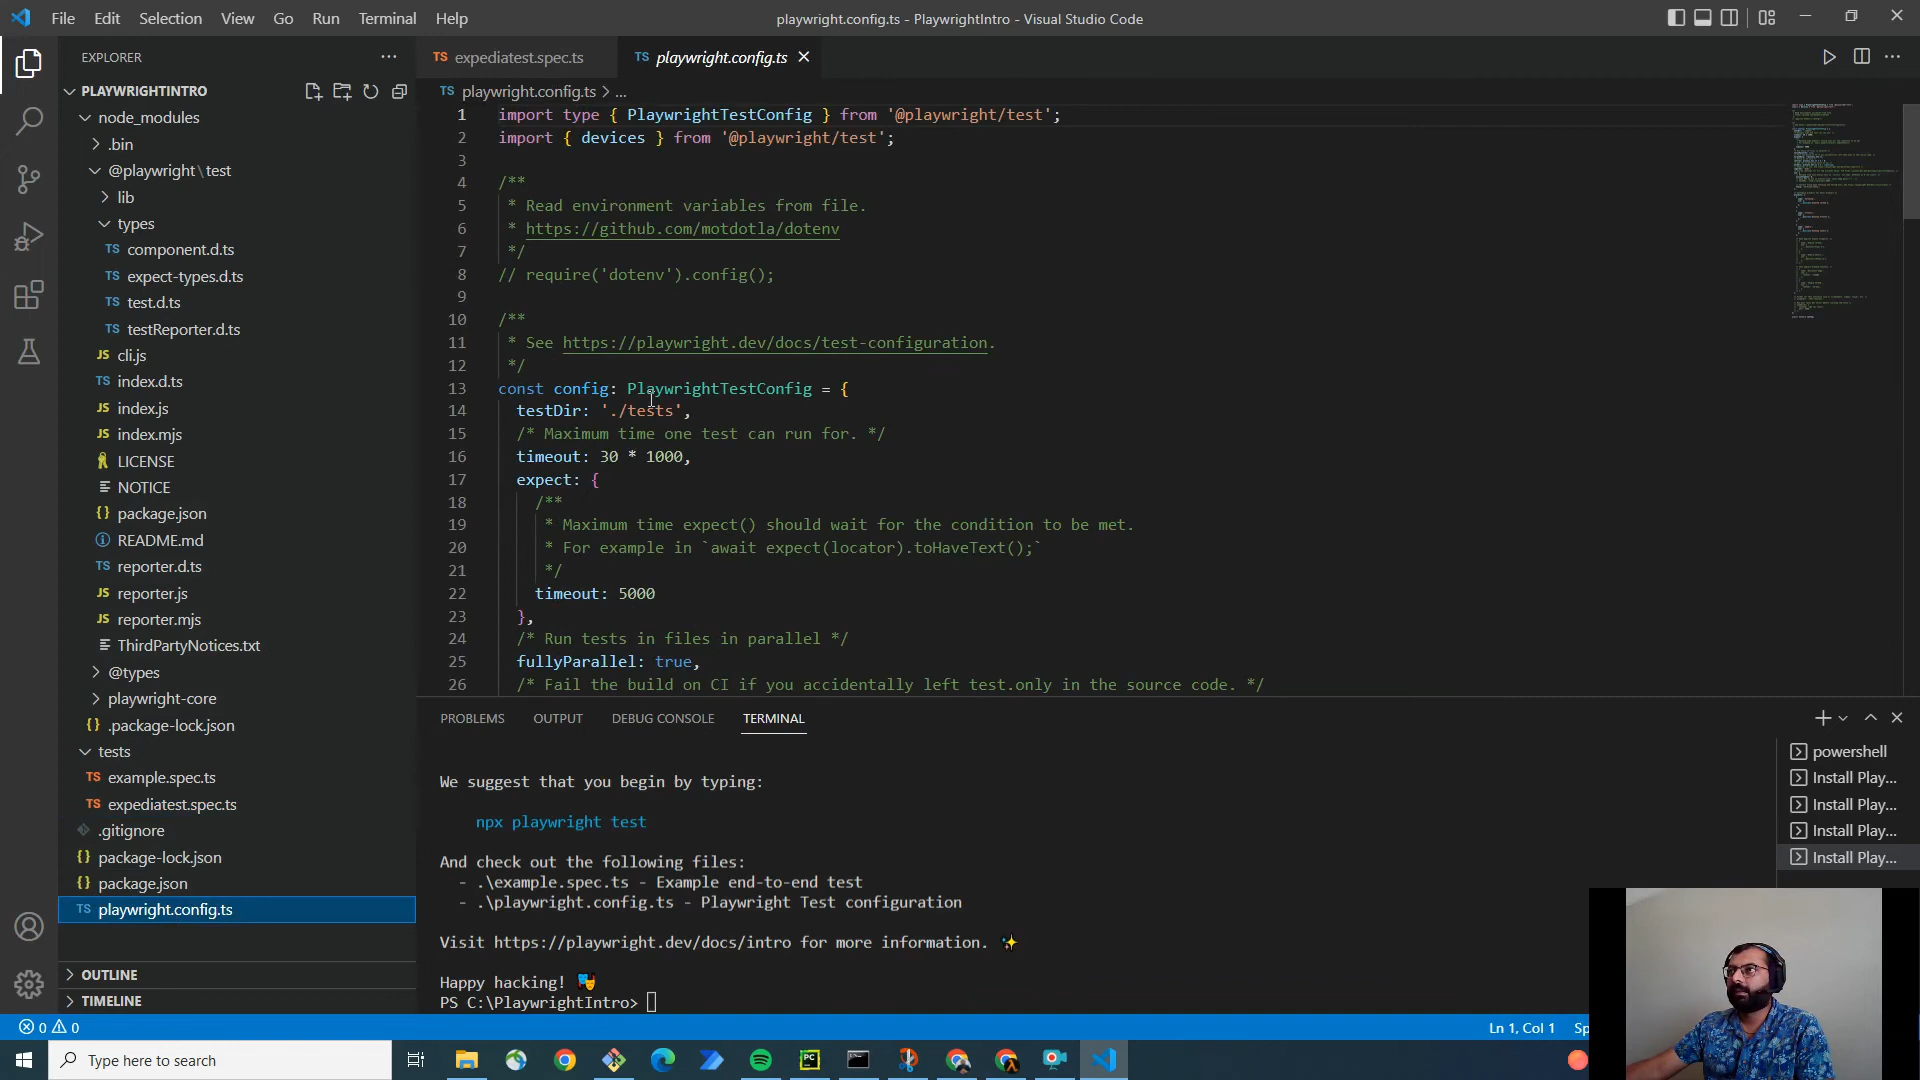 File Edit Selection View Go Run Terminal Help
playwright.config.ts - PlaywrightIntro - Visual Studio Code
EXPLORER
PLAYWRIGHTINTRO
node_modules
.bin
@playwright\test
lib
types
TS component.d.ts
TS expect-types.d.ts
TS test.d.ts
TS testReporter.d.ts
JS cli.js
TS index.d.ts
JS index.js
JS index.mjs
LICENSE
NOTICE
{} package.json
README.md
TS reporter.d.ts
JS reporter.js
JS reporter.mjs
ThirdPartyNotices.txt
@types
playwright-core
{} .package-lock.json
tests
TS example.spec.ts
TS expediatest.spec.ts
.gitignore
{} package-lock.json
{} package.json
TS playwright.config.ts
OUTLINE
TIMELINE
TS expediatest.spec.ts
TS playwright.config.ts
TS playwright.config.ts > ...
1 import type { PlaywrightTestConfig } from '@playwright/test';
2 import { devices } from '@playwright/test';
3
4 /**
5 * Read environment variables from file.
6 * https://github.com/motdotla/dotenv
7 */
8 // require('dotenv').config();
9
10 /**
11 * See https://playwright.dev/docs/test-configuration.
12 */
13 const config: PlaywrightTestConfig = {
14 testDir: './tests',
15 /* Maximum time one test can run for. */
16 timeout: 30 * 1000,
17 expect: {
18 /**
19 * Maximum time expect() should wait for the condition to be met.
20 * For example in `await expect(locator).toHaveText();`
21 */
22 timeout: 5000
23 },
24 /* Run tests in files in parallel */
25 fullyParallel: true,
26 /* Fail the build on CI if you accidentally left test.only in the source code. */
PROBLEMS OUTPUT DEBUG CONSOLE TERMINAL
We suggest that you begin by typing:
npx playwright test
And check out the following files:
- .\example.spec.ts - Example end-to-end test
- .\playwright.config.ts - Playwright Test configuration
Visit https://playwright.dev/docs/intro for more information. ✨
Happy hacking! 🎭
PS C:\PlaywrightIntro>
powershell
Install Play...
Install Play...
Install Play...
Install Play...
0 0
Ln 1, Col 1 Sp
Type here to search
PC